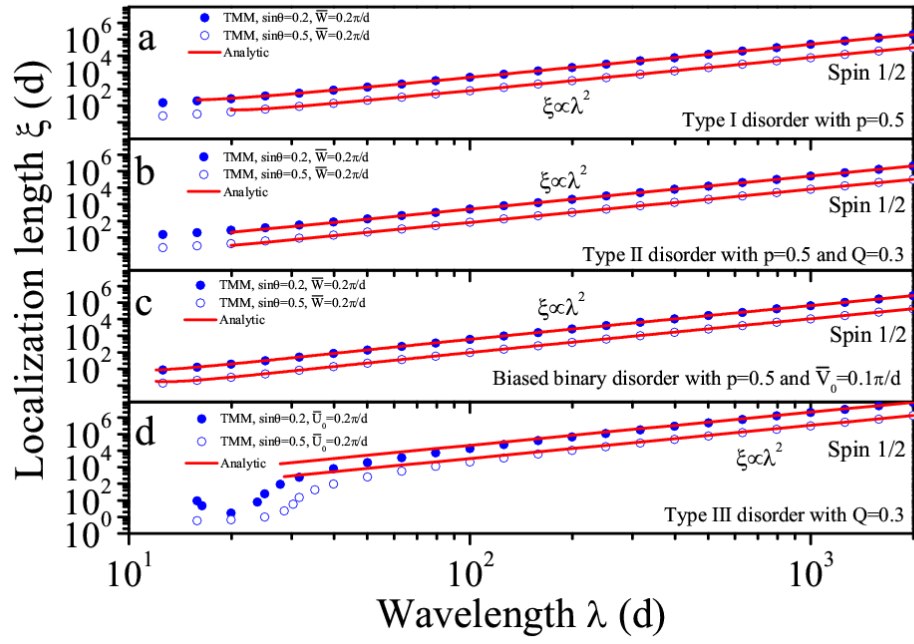 Localization length ξ (d)
a
TMM, sinθ=0.2, W̅=0.2π/d
TMM, sinθ=0.5, W̅=0.2π/d
Analytic
10⁶
10⁴
10²
Spin 1/2
ξ∝λ²
Type I disorder with p=0.5
b
TMM, sinθ=0.2, W̅=0.2π/d
TMM, sinθ=0.5, W̅=0.2π/d
Analytic
10⁶
10⁴
10²
ξ∝λ²
Spin 1/2
Type II disorder with p=0.5 and Q=0.3
c
TMM, sinθ=0.2, W̅=0.2π/d
TMM, sinθ=0.5, W̅=0.2π/d
Analytic
10⁶
10⁴
10²
ξ∝λ²
Spin 1/2
Biased binary disorder with p=0.5 and V̅₀=0.1π/d
d
TMM, sinθ=0.2, U̅₀=0.2π/d
TMM, sinθ=0.5, U̅₀=0.2π/d
Analytic
10⁶
10⁴
10²
10⁰
Spin 1/2
ξ∝λ²
Type III disorder with Q=0.3
10¹ 10² 10³
Wavelength λ (d)